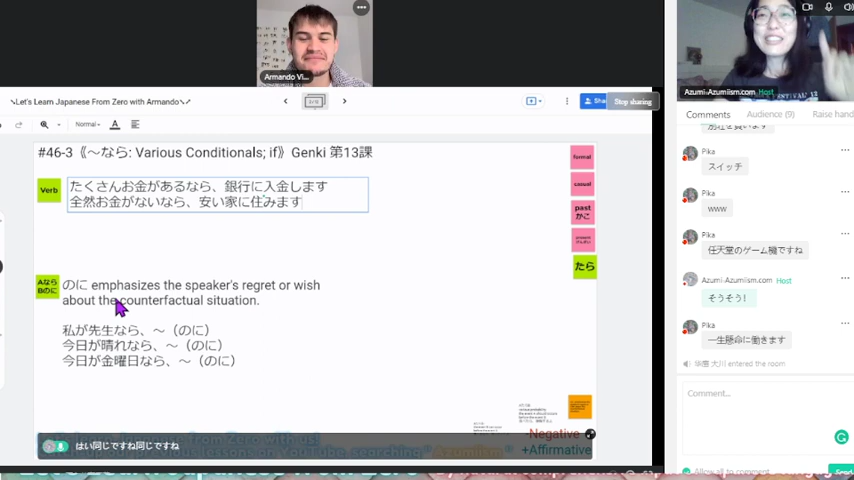 Armando Vi...
⤡Let's Learn Japanese From Zero with Armando⤢
2/5
Sha
Stop sharing
Normal
A
#46-3《〜なら: Various Conditionals; if》Genki 第13課
Verb
たくさんお金があるなら、銀行に入金します
全然お金がないなら、安い家に住みます
formal
casual
past
かこ
たら
Aなら
Bのに
のに emphasizes the speaker's regret or wish
about the counterfactual situation.
私が先生なら、〜（のに）
今日が晴れなら、〜（のに）
今日が金曜日なら、〜（のに）
-Negative
+Affirmative
はい同じですね同じですね
Azumi-Azumiism.com Host
Comments
Audience (9)
Raise hand
Pika
スイッチ
Pika
www
Pika
任天堂のゲーム機ですね
Azumi-Azumiism.com Host
そうそう!
Pika
一生懸命に働きます
entered the room
Comment...
Allow all to comment
Send